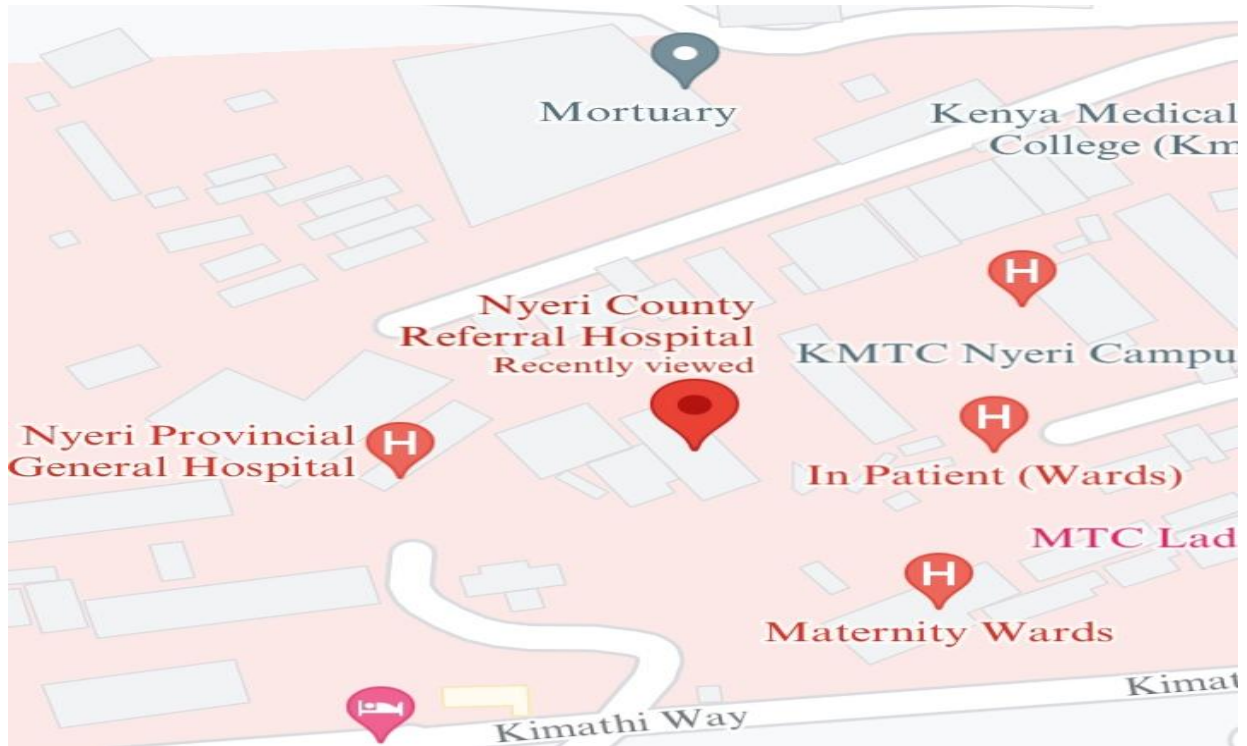 Mortuary
Kenya Medical
College (Km
Nyeri County
Referral Hospital
Recently viewed
KMTC Nyeri Campu
Nyeri Provincial
General Hospital
In Patient (Wards)
MTC Lad
Maternity Wards
Kimathi Way
Kimat